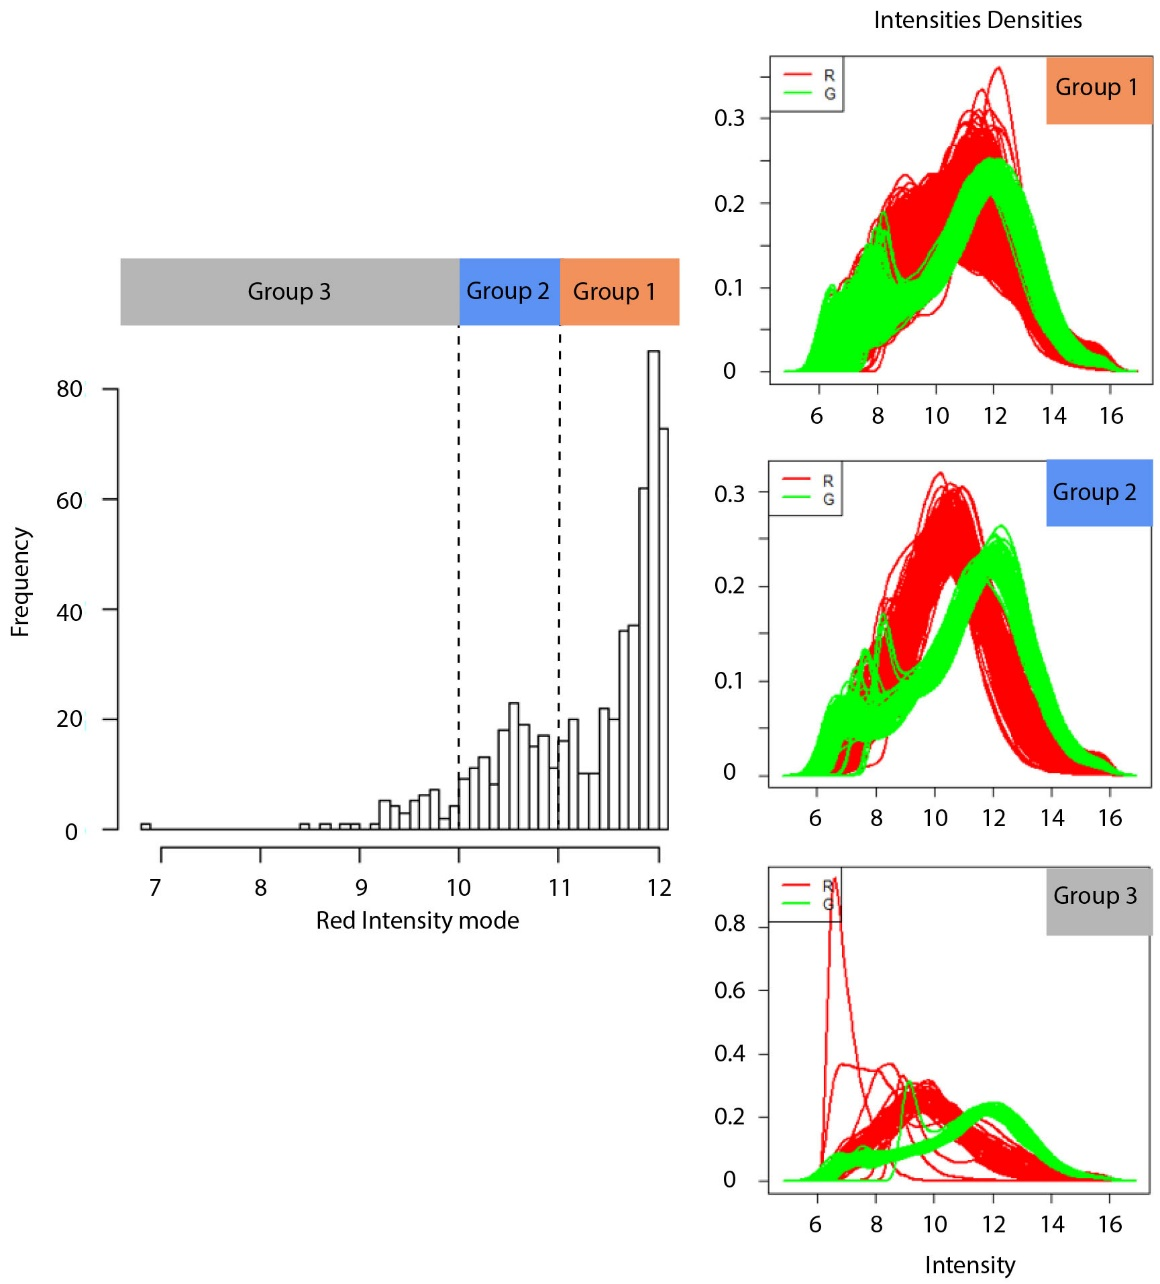 Intensities Densities
Group 3 Group 2 Group 1
Frequency
80
60
40
20
0
7 8 9 10 11 12
Red Intensity mode
R
G
Group 1
0.3
0.2
0.1
0
6 8 10 12 14 16
R
G
Group 2
0.3
0.2
0.1
0
6 8 10 12 14 16
R
G
Group 3
0.8
0.6
0.4
0.2
0
6 8 10 12 14 16
Intensity